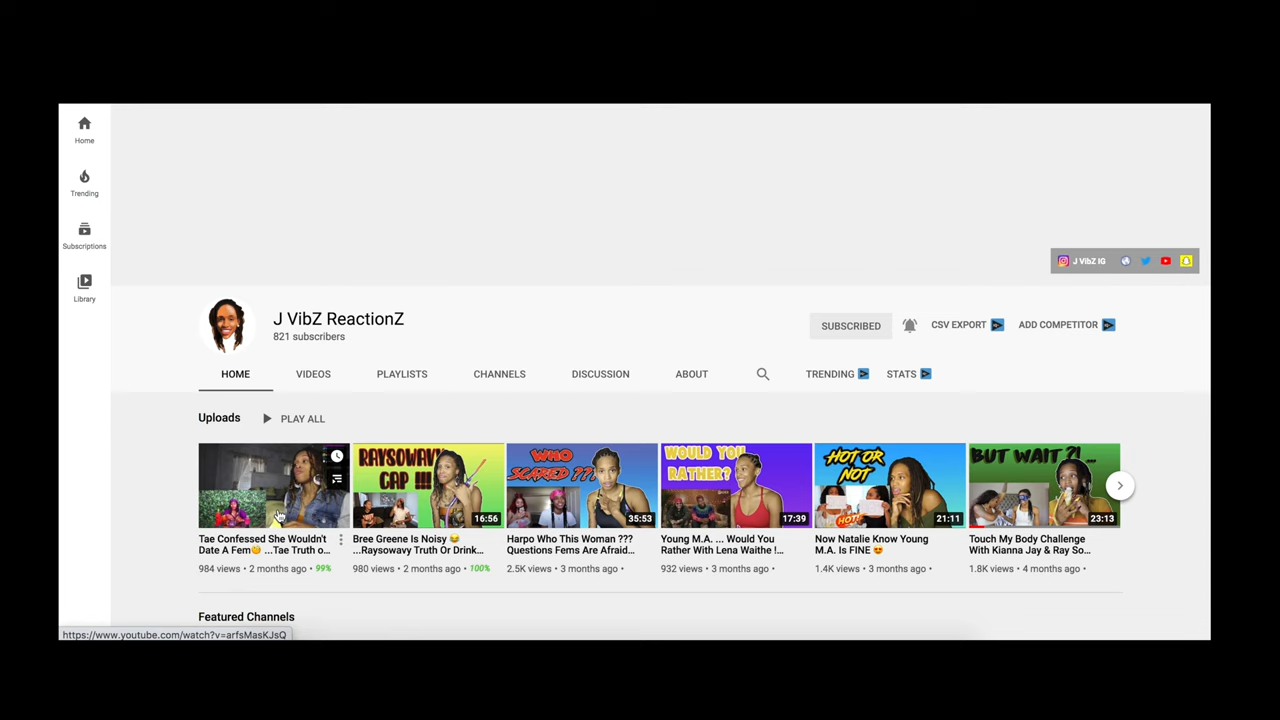 Home
Trending
Subscriptions
Library
J VibZ IG
J VibZ ReactionZ
821 subscribers
SUBSCRIBED
CSV EXPORT
ADD COMPETITOR
HOME
VIDEOS
PLAYLISTS
CHANNELS
DISCUSSION
ABOUT
TRENDING
STATS
Uploads
PLAY ALL
RAYSOWAVY
CAP !!!
16:56
WHO
SCARED ???
35:53
WOULD YOU
RATHER?
17:39
HOT OR
NOT
HOT!
21:11
BUT WAIT ?!...
23:13
Tae Confessed She Wouldn't
Date A Fem😏 ...Tae Truth o...
984 views • 2 months ago • 99%
Bree Greene Is Noisy 😂
...Raysowavy Truth Or Drink...
980 views • 2 months ago • 100%
Harpo Who This Woman ???
Questions Fems Are Afraid...
2.5K views • 3 months ago •
Young M.A. ... Would You
Rather With Lena Waithe !...
932 views • 3 months ago •
Now Natalie Know Young
M.A. Is FINE 😍
1.4K views • 3 months ago •
Touch My Body Challenge
With Kianna Jay & Ray So...
1.8K views • 4 months ago •
Featured Channels
https://www.youtube.com/watch?v=arfsMasKJsQ